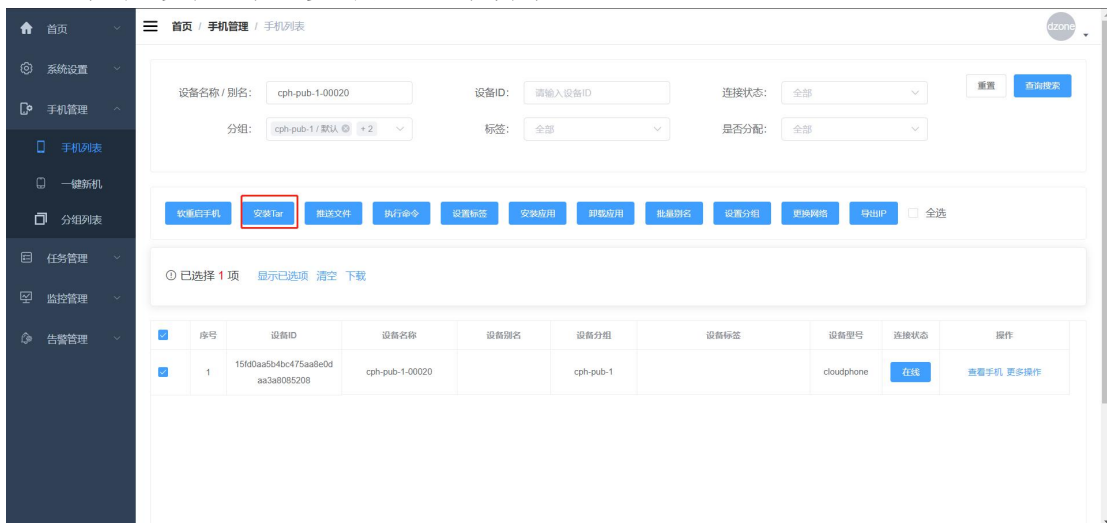 首页
首页 / 手机管理 / 手机列表
dzone
系统设置
手机管理
手机列表
一键新机
分组列表
任务管理
监控管理
告警管理
设备名称 / 别名: cph-pub-1-00020 设备ID: 请输入设备ID 连接状态: 全部 重置 查询搜索
分组: cph-pub-1 / 默认 + 2 标签: 全部 是否分配: 全部
软重启手机 安装Tar 推送文件 执行命令 设置标签 安装应用 卸载应用 批量别名 设置分组 更换网络 导出IP 全选
已选择 1 项 显示已选项 清空 下载
序号 设备ID 设备名称 设备别名 设备分组 设备标签 设备型号 连接状态 操作
1 15fd0aa5b4bc475aa8e0d cph-pub-1-00020 cph-pub-1 cloudphone 在线 查看手机 更多操作
aa3a8085208